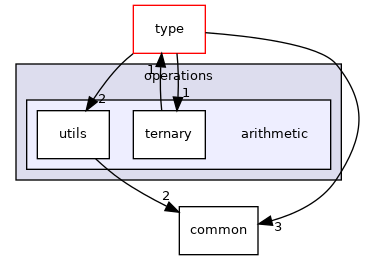 type
operations
1
2
1
utils
ternary
arithmetic
2
common
3